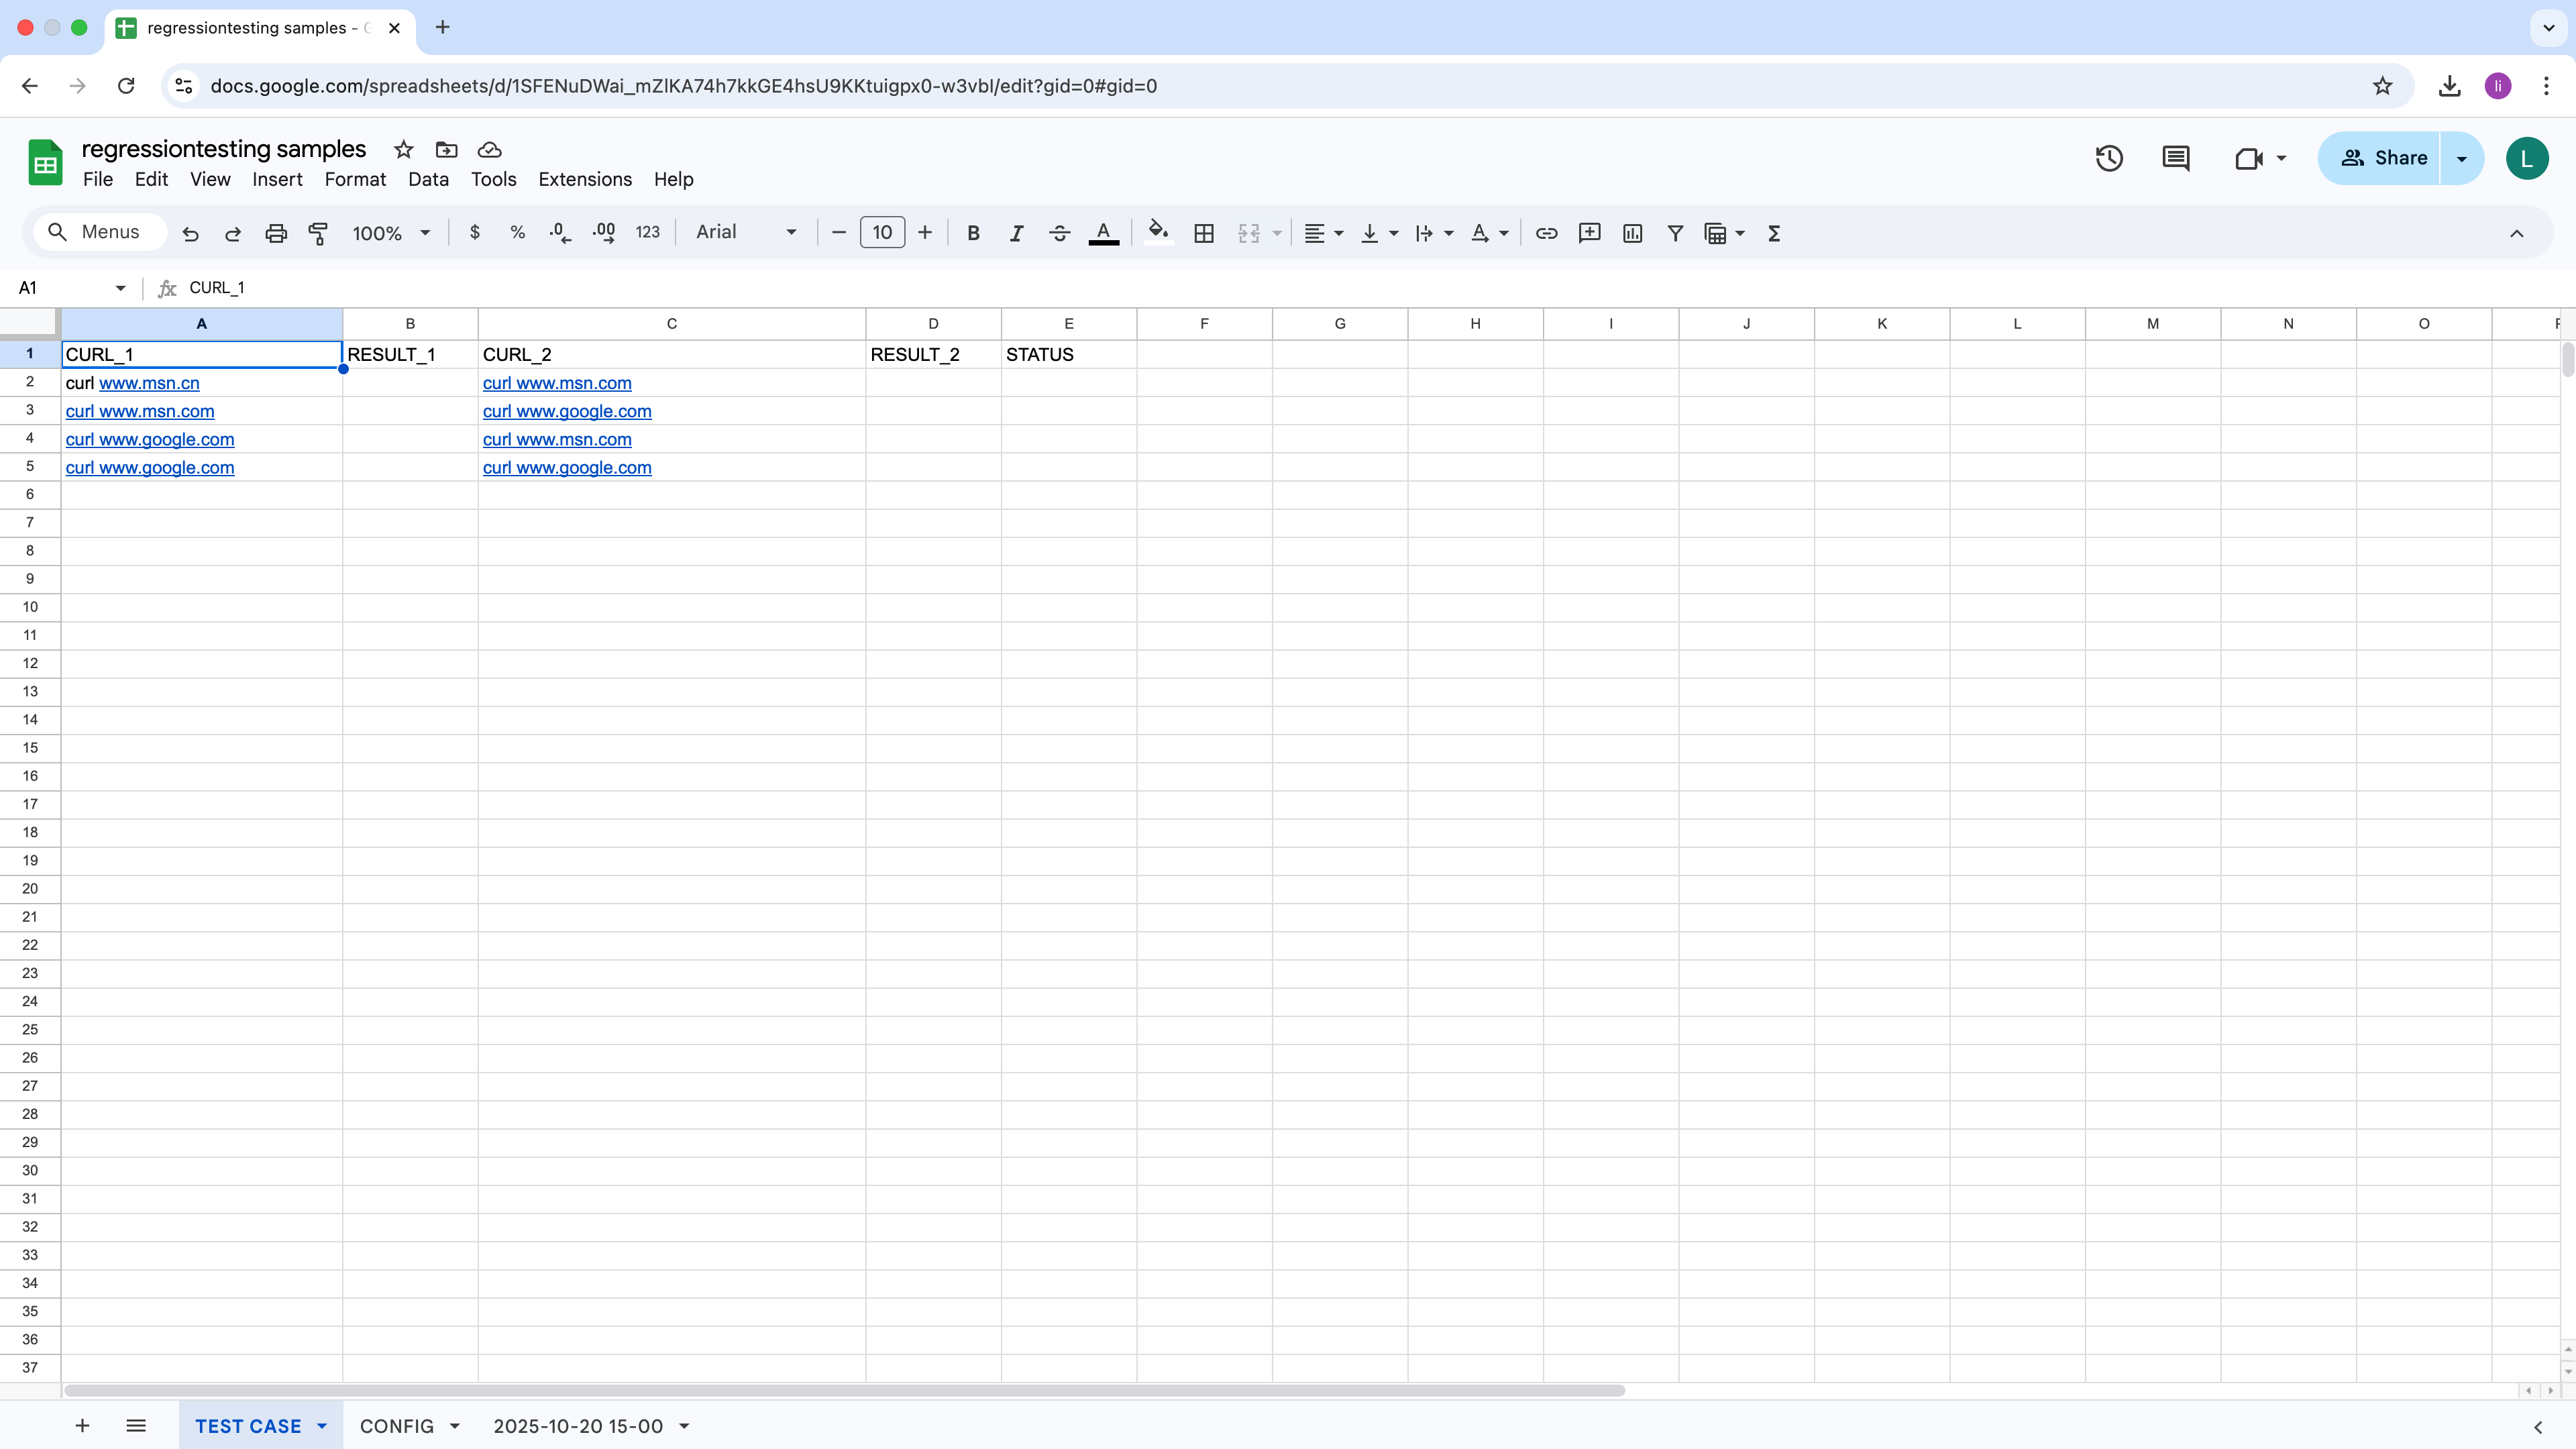 regressiontesting samples - G
docs.google.com/spreadsheets/d/1SFENuDWai_mZlKA74h7kkGE4hsU9KKtuigpx0-w3vbI/edit?gid=0#gid=0
li
regressiontesting samples
File Edit View Insert Format Data Tools Extensions Help
Share
L
Menus 100% $ % .0 .00 123 Arial 10 B I A
A1 fx CURL_1
A B C D E F G H I J K L M N O
1 CURL_1 RESULT_1 CURL_2 RESULT_2 STATUS
2 curl www.msn.cn curl www.msn.com
3 curl www.msn.com curl www.google.com
4 curl www.google.com curl www.msn.com
5 curl www.google.com curl www.google.com
6
7
8
9
10
11
12
13
14
15
16
17
18
19
20
21
22
23
24
25
26
27
28
29
30
31
32
33
34
35
36
37
TEST CASE CONFIG 2025-10-20 15-00